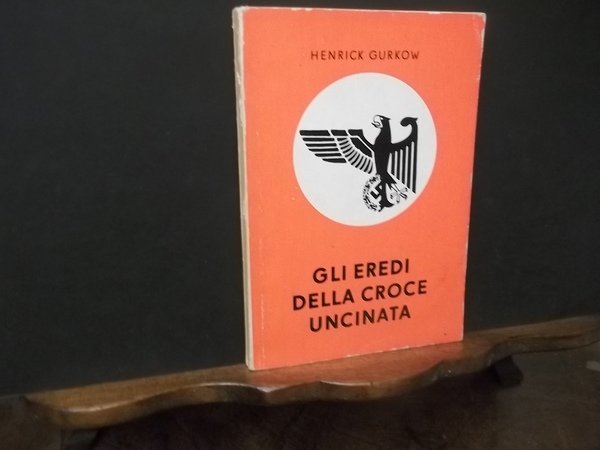 HENRICK GURKOW
GLI EREDI
DELLA CROCE
UNCINATA